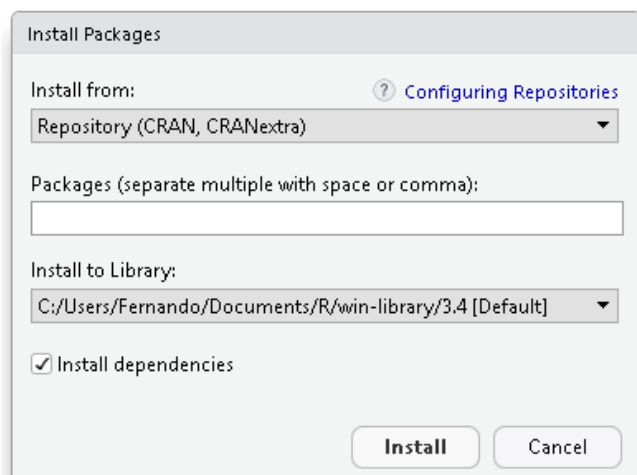 Install Packages
Install from:
? Configuring Repositories
Repository (CRAN, CRANextra)
Packages (separate multiple with space or comma):
Install to Library:
C:/Users/Fernando/Documents/R/win-library/3.4 [Default]
Install dependencies
Install
Cancel